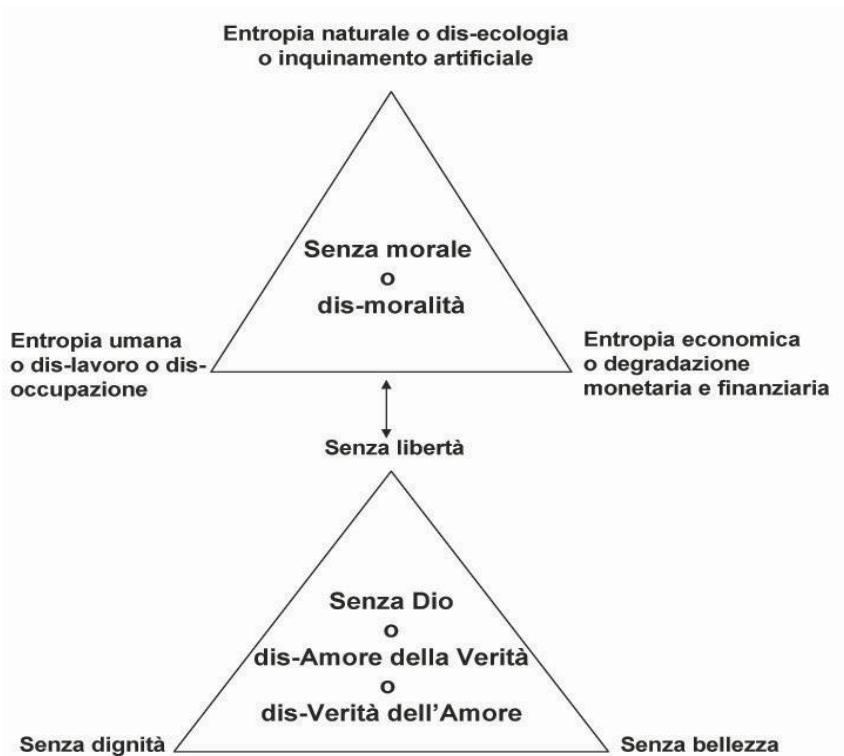 Entropia naturale o dis-ecologia
o inquinamento artificiale
Senza morale
o
dis-moralità
Entropia umana
o dis-lavoro o dis-
occupazione
Entropia economica
o degradazione
monetaria e finanziaria
Senza libertà
Senza Dio
o
dis-Amore della Verità
o
dis-Verità dell'Amore
Senza dignità
Senza bellezza